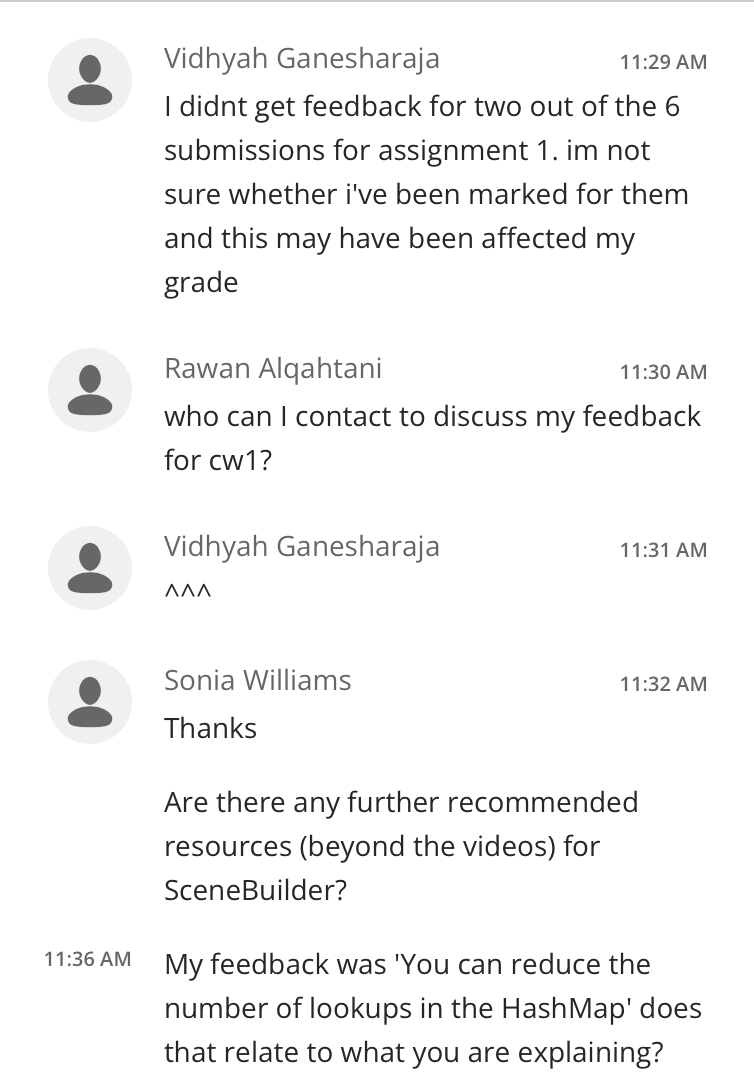 Vidhyah Ganesharaja
11:29 AM
I didnt get feedback for two out of the 6
submissions for assignment 1. im not
sure whether i've been marked for them
and this may have been affected my
grade
Rawan Alqahtani
11:30 AM
who can I contact to discuss my feedback
for cw1?
Vidhyah Ganesharaja
11:31 AM
^^^
Sonia Williams
11:32 AM
Thanks
Are there any further recommended
resources (beyond the videos) for
SceneBuilder?
11:36 AM
My feedback was 'You can reduce the
number of lookups in the HashMap' does
that relate to what you are explaining?